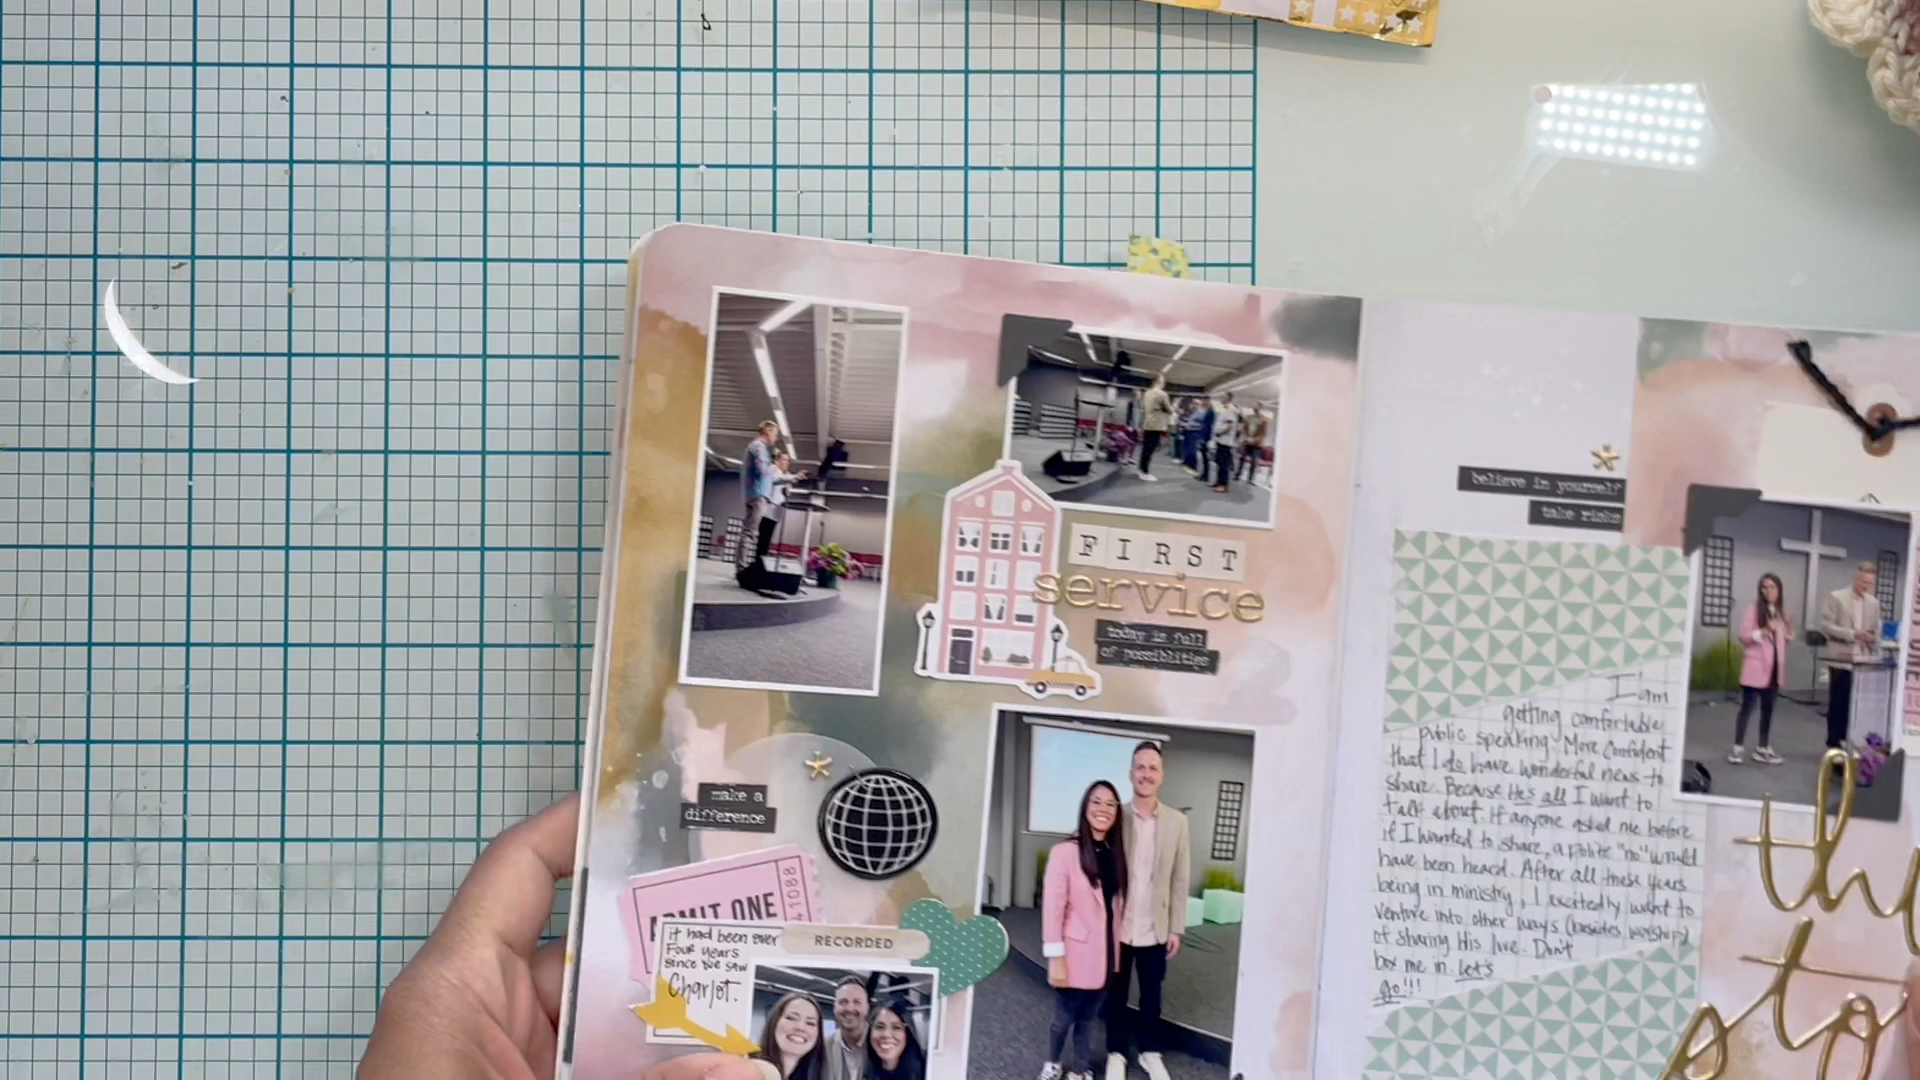 FIRST
service
today is full
of possiblities
make a
difference
ADMIT ONE
41088
it had been over
Four years
since we saw
Charlot.
RECORDED
believe in yourself
take risks
I am
getting comfortable
public speaking. More Confident
that I do have wonderful news to
share. Because He's all I want to
talk about. If anyone asked me before
if I wanted to share, a polite "no" would
have been heard. After all these years
being in ministry, I excitedly want to
venture into other ways (besides worship)
of sharing His love. Don't
box me in. Let's
go!!!